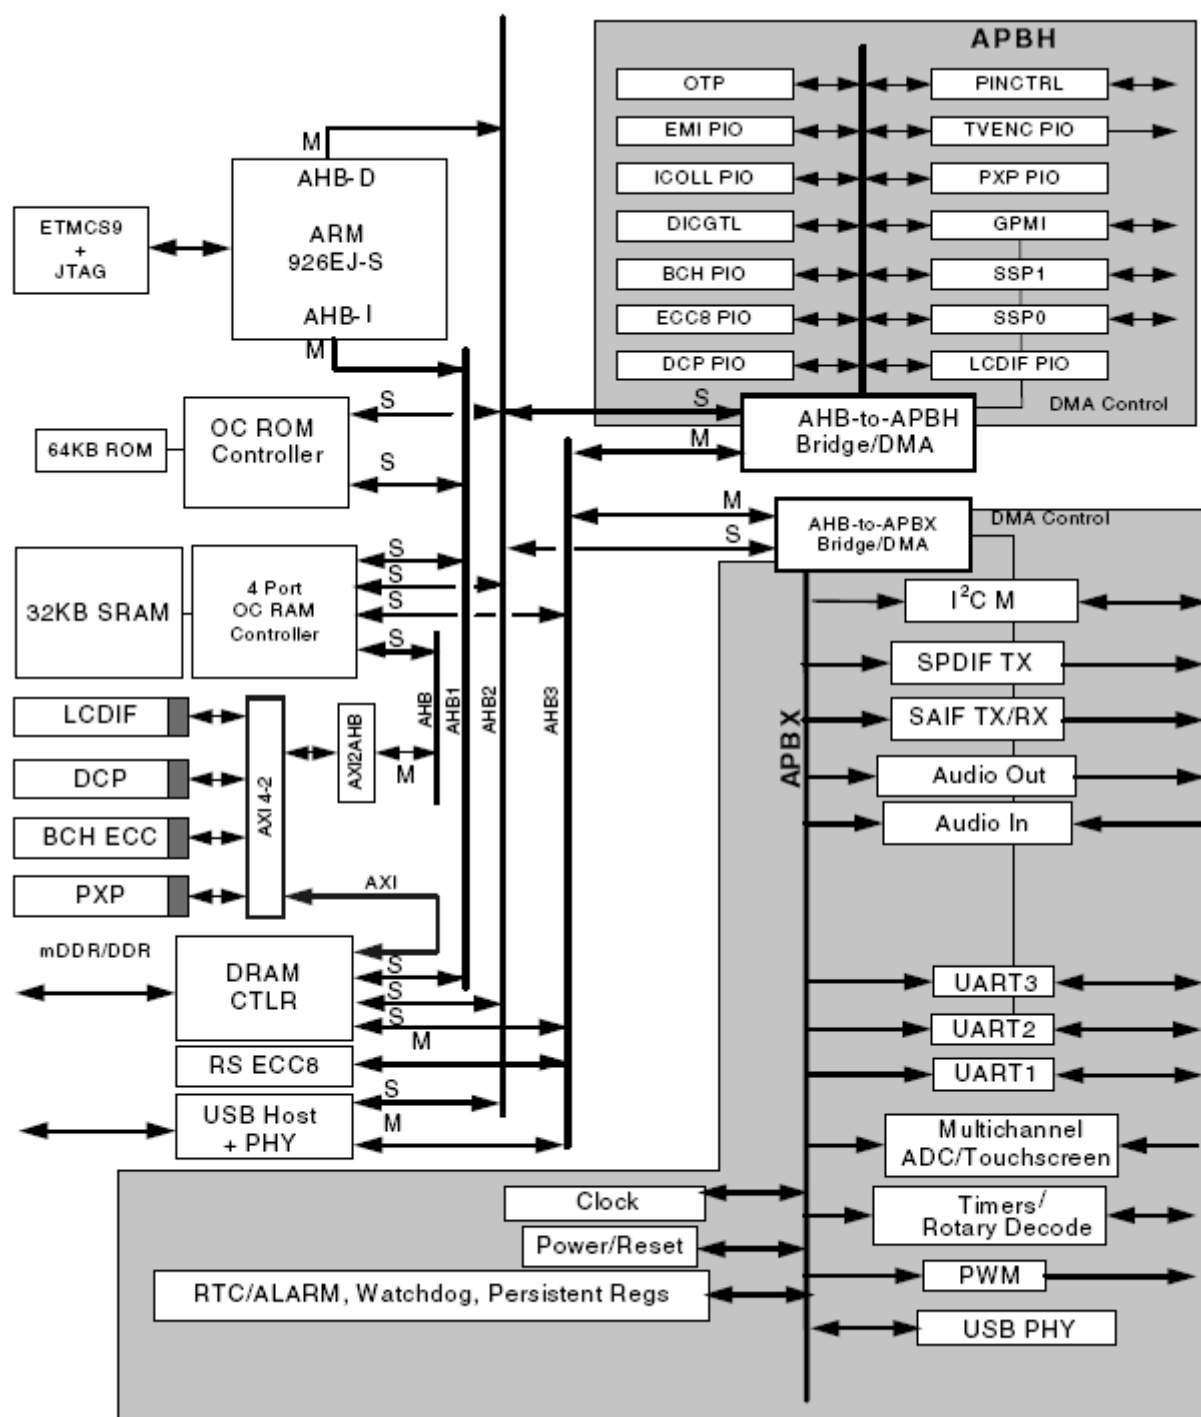 APBH
OTP
PINCTRL
EMI PIO
TVENC PIO
M
AHB-D
ICOLL PIO
PXP PIO
ETMCS9
+
JTAG
ARM
926EJ-S
DICGTL
GPMI
BCH PIO
SSP1
AHB-I
ECC8 PIO
SSP0
M
DCP PIO
LCDIF PIO
S
S
DMA Control
OC ROM
Controller
64KB ROM
AHB-to-APBH
Bridge/DMA
M
S
M
AHB-to-APBX
Bridge/DMA
DMA Control
S
S
32KB SRAM
4 Port
OC RAM
Controller
S
S
S
I²C M
SPDIF TX
LCDIF
AXI2AHB
AHB
AHB1
AHB2
AHB3
APBX
SAIF TX/RX
DCP
M
Audio Out
AXI 4-2
BCH ECC
Audio In
PXP
AXI
mDDR/DDR
DRAM
CTLR
S
S
S
UART3
M
UART2
RS ECC8
UART1
S
USB Host
+ PHY
M
Multichannel
ADC/Touchscreen
Clock
Timers/
Rotary Decode
Power/Reset
RTC/ALARM, Watchdog, Persistent Regs
PWM
USB PHY